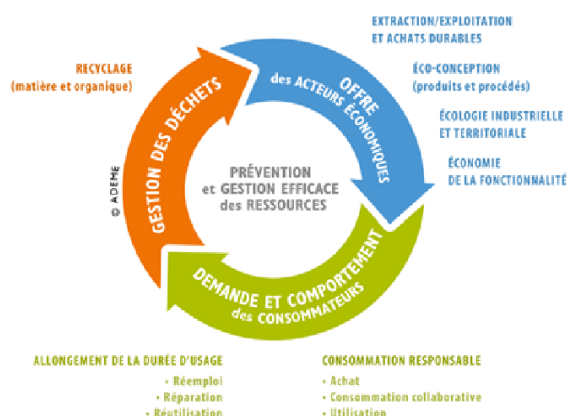 EXTRACTION/EXPLOITATION
ET ACHATS DURABLES
RECYCLAGE
(matière et organique)
ÉCO-CONCEPTION
(produits et procédés)
ÉCOLOGIE INDUSTRIELLE
ET TERRITORIALE
ÉCONOMIE
DE LA FONCTIONNALITÉ
OFFRE
des ACTEURS ÉCONOMIQUES
GESTION DES DÉCHETS
© ADEME
PRÉVENTION
et GESTION EFFICACE
des RESSOURCES
DEMANDE ET COMPORTEMENT
des CONSOMMATEURS
ALLONGEMENT DE LA DURÉE D'USAGE
• Réemploi
• Réparation
• Réutilisation
CONSOMMATION RESPONSABLE
• Achat
• Consommation collaborative
• Utilisation